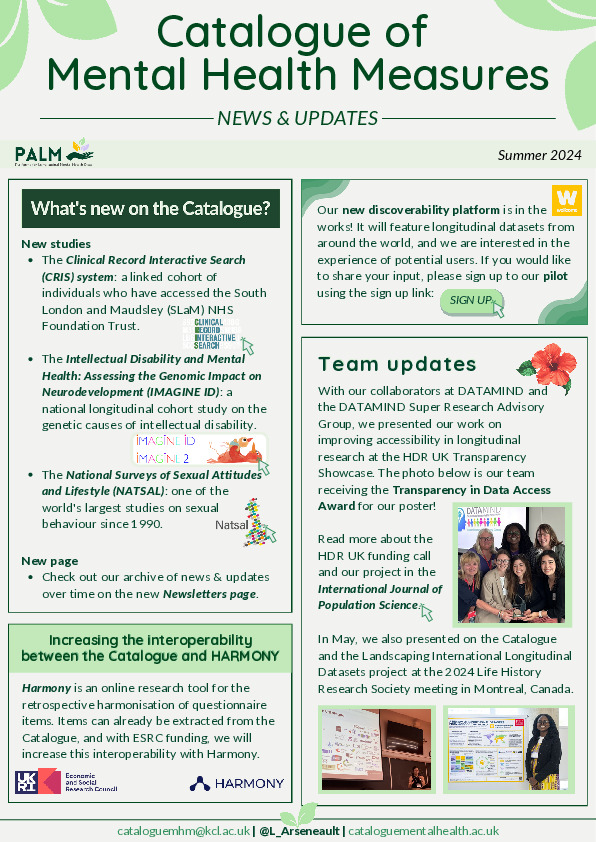 Catalogue of
Mental Health Measures
NEWS & UPDATES
PALM
Summer 2024
What's new on the Catalogue?
New studies
• The Clinical Record Interactive Search
(CRIS) system: a linked cohort of
individuals who have accessed the South
London and Maudsley (SLaM) NHS
Foundation Trust.
CLINICAL
RECORD
INTERACTIVE
SEARCH
• The Intellectual Disability and Mental
Health: Assessing the Genomic Impact on
Neurodevelopment (IMAGINE ID): a
national longitudinal cohort study on the
genetic causes of intellectual disability.
IMAGINE ID
IMAGINE 2
• The National Surveys of Sexual Attitudes
and Lifestyle (NATSAL): one of the
world's largest studies on sexual
behaviour since 1990.
Natsal
New page
• Check out our archive of news & updates
over time on the new Newsletters page.
Increasing the interoperability
between the Catalogue and HARMONY
Harmony is an online research tool for the
retrospective harmonisation of questionnaire
items. Items can already be extracted from the
Catalogue, and with ESRC funding, we will
increase this interoperability with Harmony.
UKRI
Economic
and Social
Research Council
HARMONY
W
wellcome
Our new discoverability platform is in the
works! It will feature longitudinal datasets from
around the world, and we are interested in the
experience of potential users. If you would like
to share your input, please sign up to our pilot
using the sign up link:
SIGN UP
Team updates
With our collaborators at DATAMIND and
the DATAMIND Super Research Advisory
Group, we presented our work on
improving accessibility in longitudinal
research at the HDR UK Transparency
Showcase. The photo below is our team
receiving the Transparency in Data Access
Award for our poster!
DATAMIND
Read more about the
HDR UK funding call
and our project in the
International Journal of
Population Science.
In May, we also presented on the Catalogue
and the Landscaping International Longitudinal
Datasets project at the 2024 Life History
Research Society meeting in Montreal, Canada.
cataloguemhm@kcl.ac.uk | @L_Arseneault | cataloguementalhealth.ac.uk